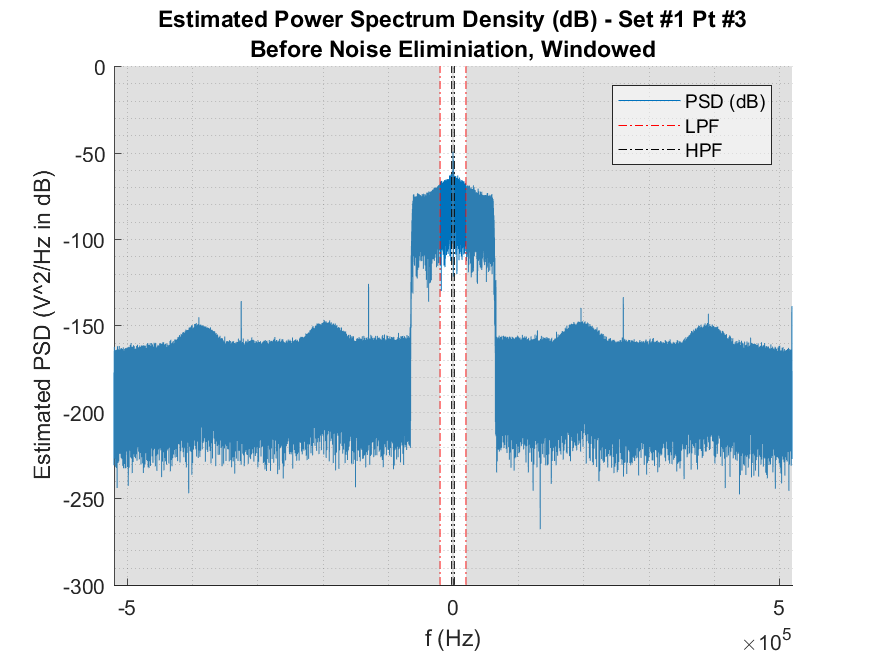 Estimated Power Spectrum Density (dB) - Set #1 Pt #3
Before Noise Eliminiation, Windowed
0
-50
-100
-150
-200
-250
-300
Estimated PSD (V^2/Hz in dB)
PSD (dB)
LPF
HPF
-5
0
5
×10^5
f (Hz)